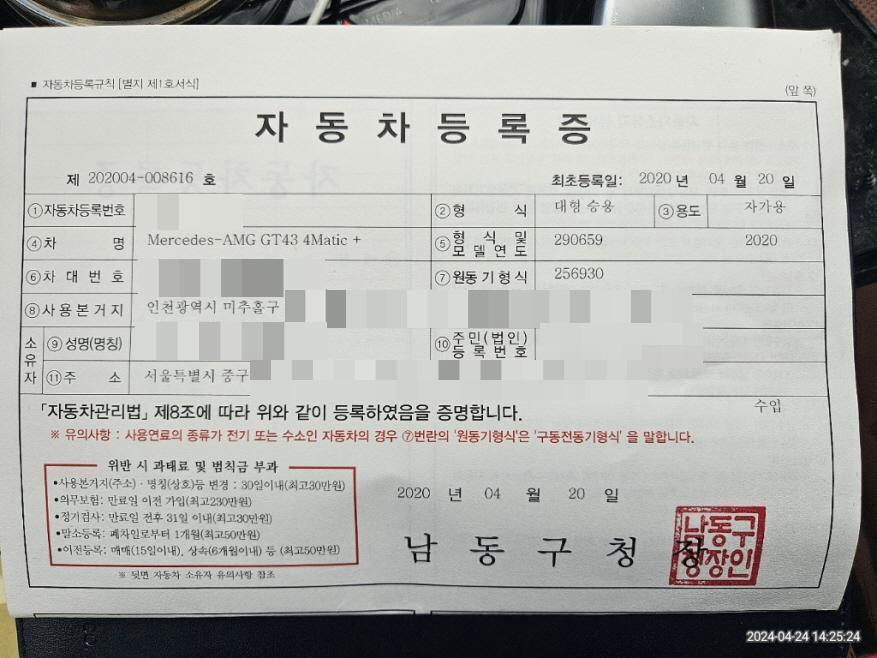 ■ 자동차등록규칙 [별지 제1호서식]
(앞 쪽)
자 동 차 등 록 증
제 202004-008616 호
최초등록일: 2020 년 04 월 20 일
①자동차등록번호
②형 식 대형 승용 ③용도 자가용
④차 명 Mercedes-AMG GT43 4Matic +
⑤형 식 및 모델연도 290659 2020
⑥차 대 번 호
⑦원동기형식 256930
⑧사용본거지 인천광역시 미추홀구
소유자
⑨성명(명칭)
⑩주민(법인)등록번호
⑪주 소 서울특별시 중구
「자동차관리법」 제8조에 따라 위와 같이 등록하였음을 증명합니다.
수입
※ 유의사항 : 사용연료의 종류가 전기 또는 수소인 자동차의 경우 ⑦번란의 '원동기형식'은 '구동전동기형식' 을 말합니다.
위반 시 과태료 및 범칙금 부과
•사용본거지(주소) · 명칭(상호)등 변경 : 30일이내(최고30만원)
•의무보험: 만료일 이전 가입(최고230만원)
•정기검사: 만료일 전후 31일 이내(최고30만원)
•말소등록: 폐차일로부터 1개월(최고50만원)
•이전등록: 매매(15일이내), 상속(6개월이내) 등 (최고50만원)
※ 뒷면 자동차 소유자 유의사항 참조
2020 년 04 월 20 일
남 동 구 청 장
남동구
청장인
2024-04-24 14:25:24